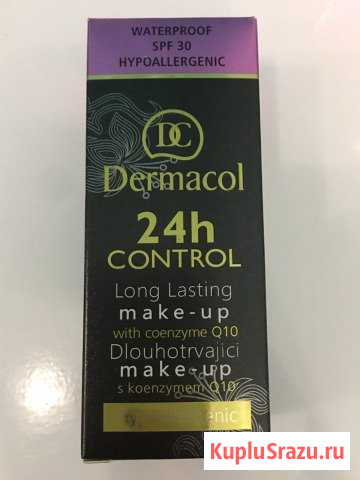 WATERPROOF
SPF 30
HYPOALLERGENIC
DC
Dermacol
24h
CONTROL
Long Lasting
make-up
with coenzyme Q10
Dlouhotrvající
make-up
s koenzymem Q10
KupluSrazu.ru